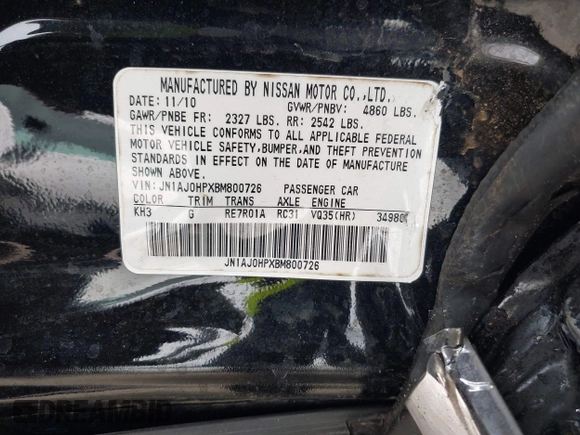 MANUFACTURED BY NISSAN MOTOR CO.,LTD.
DATE: 11/10 GVWR/PNBV: 4860 LBS.
GAWR/PNBE FR: 2327 LBS. RR: 2542 LBS.
THIS VEHICLE CONFORMS TO ALL APPLICABLE FEDERAL
MOTOR VEHICLE SAFETY,BUMPER,AND THEFT PREVENTION
STANDARDS IN EFFECT ON THE DATE OF MANUFACTURE
SHOWN ABOVE.
VIN:JN1AJ0HPXBM800726 PASSENGER CAR
COLOR TRIM TRANS AXLE ENGINE
KH3 G RE7R01A RC31 VQ35(HR) 34980
JN1AJ0HPXBM800726
DREAMBID